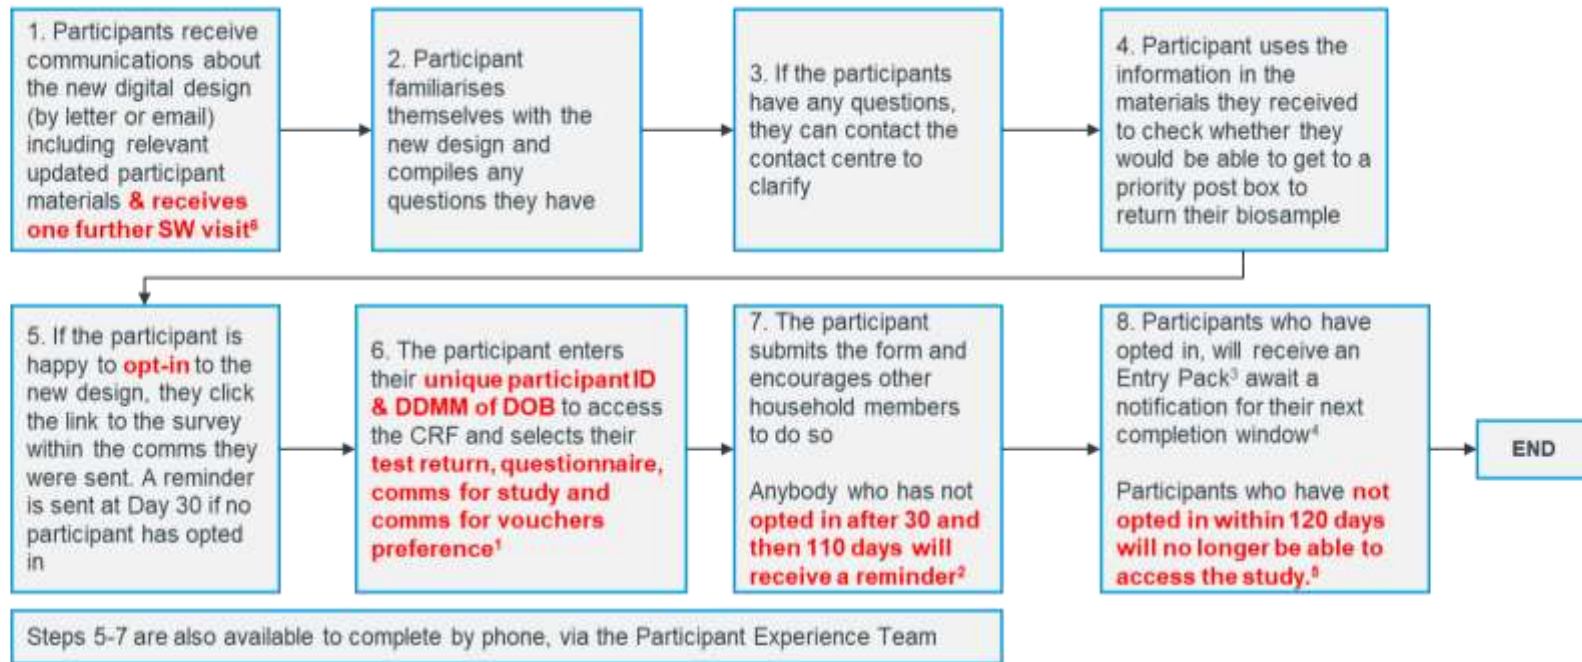 1. Participants receive
communications about
the new digital design
(by letter or email)
including relevant
updated participant
materials & receives
one further SW visit⁶
2. Participant
familiarises
themselves with the
new design and
compiles any
questions they have
3. If the participants
have any questions,
they can contact the
contact centre to
clarify
4. Participant uses the
information in the
materials they received
to check whether they
would be able to get to a
priority post box to
return their biosample
5. If the participant is
happy to opt-in to the
new design, they click
the link to the survey
within the comms they
were sent. A reminder
is sent at Day 30 if no
participant has opted
in
6. The participant enters
their unique participant ID
& DDMM of DOB to access
the CRF and selects their
test return, questionnaire,
comms for study and
comms for vouchers
preference¹
7. The participant
submits the form and
encourages other
household members
to do so
Anybody who has not
opted in after 30 and
then 110 days will
receive a reminder²
8. Participants who have
opted in, will receive an
Entry Pack³ await a
notification for their next
completion window⁴
Participants who have not
opted in within 120 days
will no longer be able to
access the study.⁵
END
Steps 5-7 are also available to complete by phone, via the Participant Experience Team